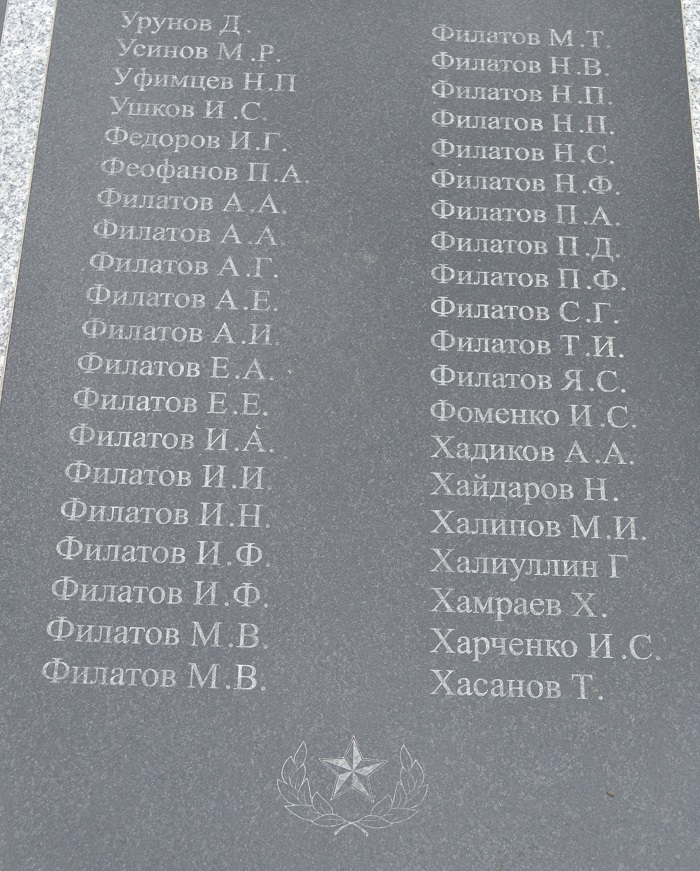 Урунов Д.
Усинов М.Р.
Уфимцев Н.П
Ушков И.С.
Федоров И.Г.
Феофанов П.А.
Филатов А.А.
Филатов А.А.
Филатов А.Г.
Филатов А.Е.
Филатов А.И.
Филатов Е.А.
Филатов Е.Е.
Филатов И.А.
Филатов И.И.
Филатов И.Н.
Филатов И.Ф.
Филатов И.Ф.
Филатов М.В.
Филатов М.В.
Филатов М.Т.
Филатов Н.В.
Филатов Н.П.
Филатов Н.П.
Филатов Н.С.
Филатов Н.Ф.
Филатов П.А.
Филатов П.Д.
Филатов П.Ф.
Филатов С.Г.
Филатов Т.И.
Филатов Я.С.
Фоменко И.С.
Хадиков А.А.
Хайдаров Н.
Халипов М.И.
Халиуллин Г
Хамраев Х.
Харченко И.С.
Хасанов Т.